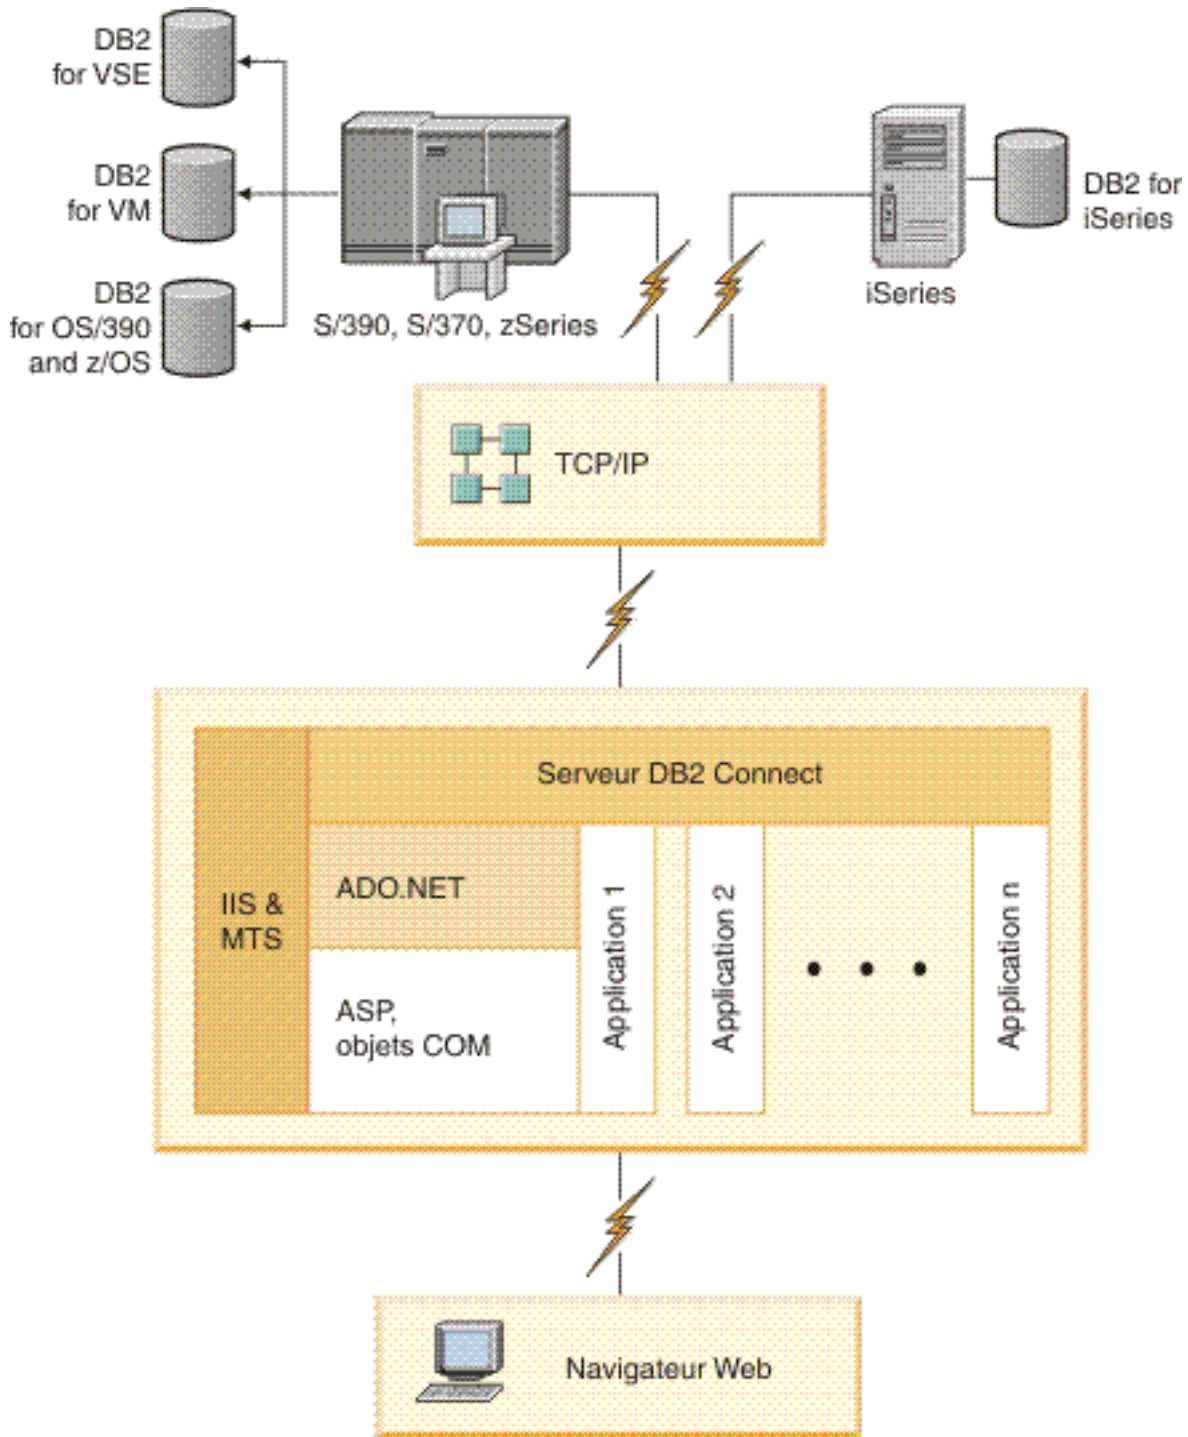 DB2
for VSE
DB2
for VM
DB2
for OS/390
and z/OS
S/390, S/370, zSeries
iSeries
DB2 for
iSeries
TCP/IP
Serveur DB2 Connect
IIS &
MTS
ADO.NET
ASP,
objets COM
Application 1
Application 2
Application n
Navigateur Web